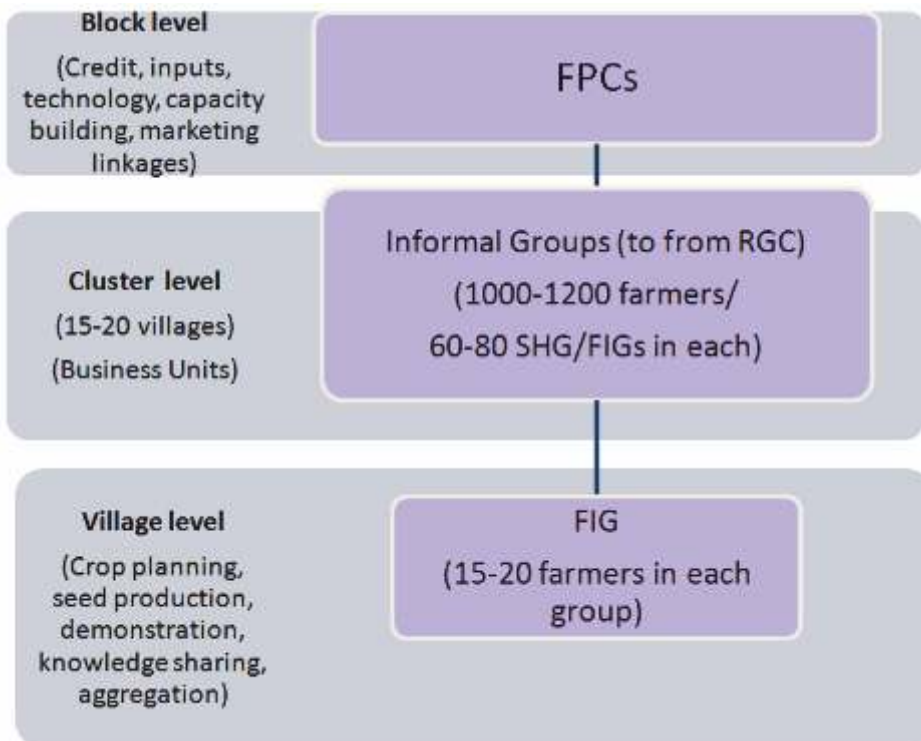 Block level
(Credit, inputs,
technology, capacity
building, marketing
linkages)
FPCs
Cluster level
(15-20 villages)
(Business Units)
Informal Groups (to from RGC)
(1000-1200 farmers/
60-80 SHG/FIGs in each)
Village level
(Crop planning,
seed production,
demonstration,
knowledge sharing,
aggregation)
FIG
(15-20 farmers in each
group)